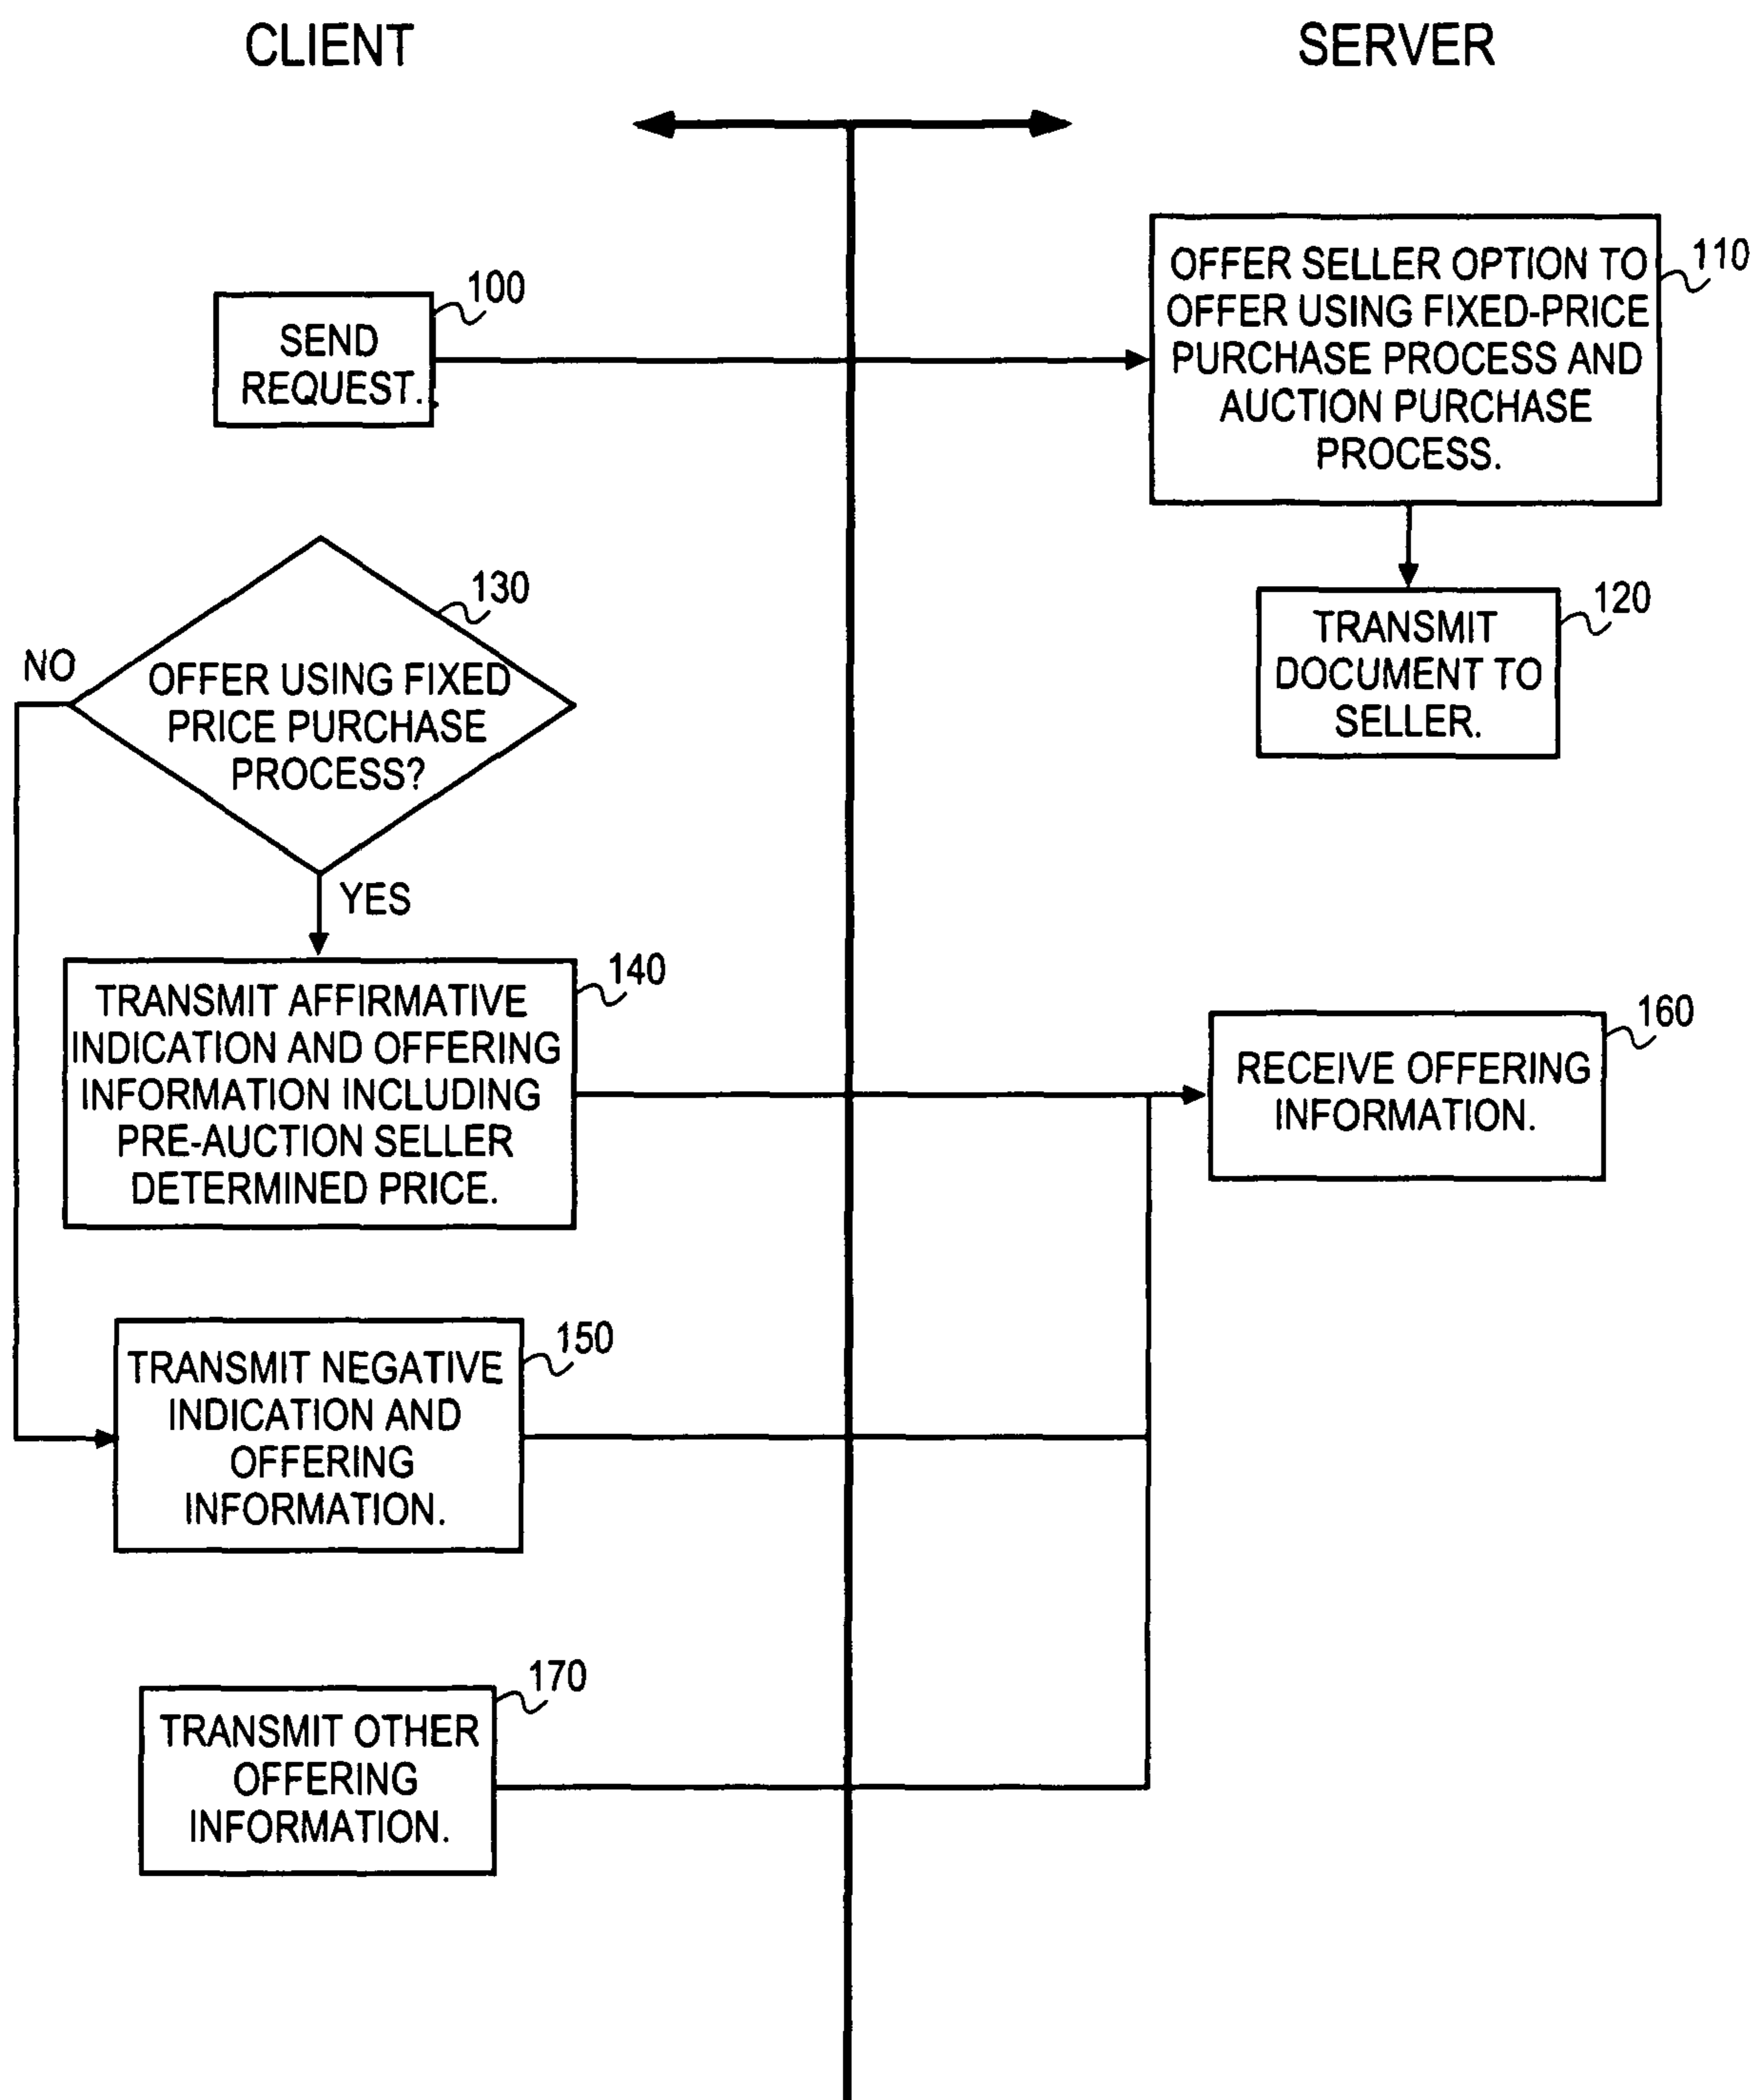 CLIENT
SERVER
100
SEND
REQUEST.
110
OFFER SELLER OPTION TO
OFFER USING FIXED-PRICE
PURCHASE PROCESS AND
AUCTION PURCHASE
PROCESS.
120
TRANSMIT
DOCUMENT TO
SELLER.
130
NO
OFFER USING FIXED
PRICE PURCHASE
PROCESS?
YES
140
TRANSMIT AFFIRMATIVE
INDICATION AND OFFERING
INFORMATION INCLUDING
PRE-AUCTION SELLER
DETERMINED PRICE.
160
RECEIVE OFFERING
INFORMATION.
150
TRANSMIT NEGATIVE
INDICATION AND
OFFERING
INFORMATION.
170
TRANSMIT OTHER
OFFERING
INFORMATION.